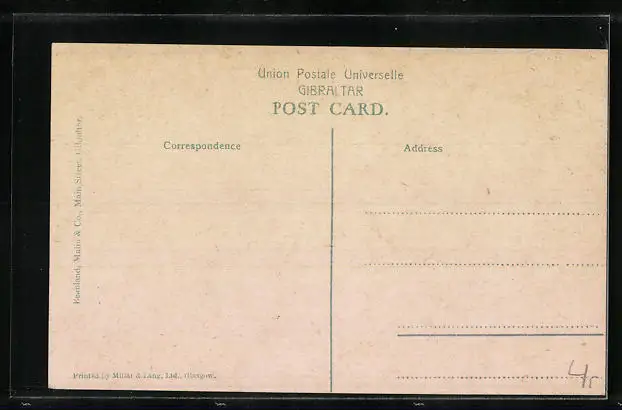 Union Postale Universelle
GIBRALTAR
POST CARD.
Correspondence
Address
Beanland, Malin & Co., Main Street, Gibraltar.
Printed by Millar & Lang, Ltd., Glasgow.